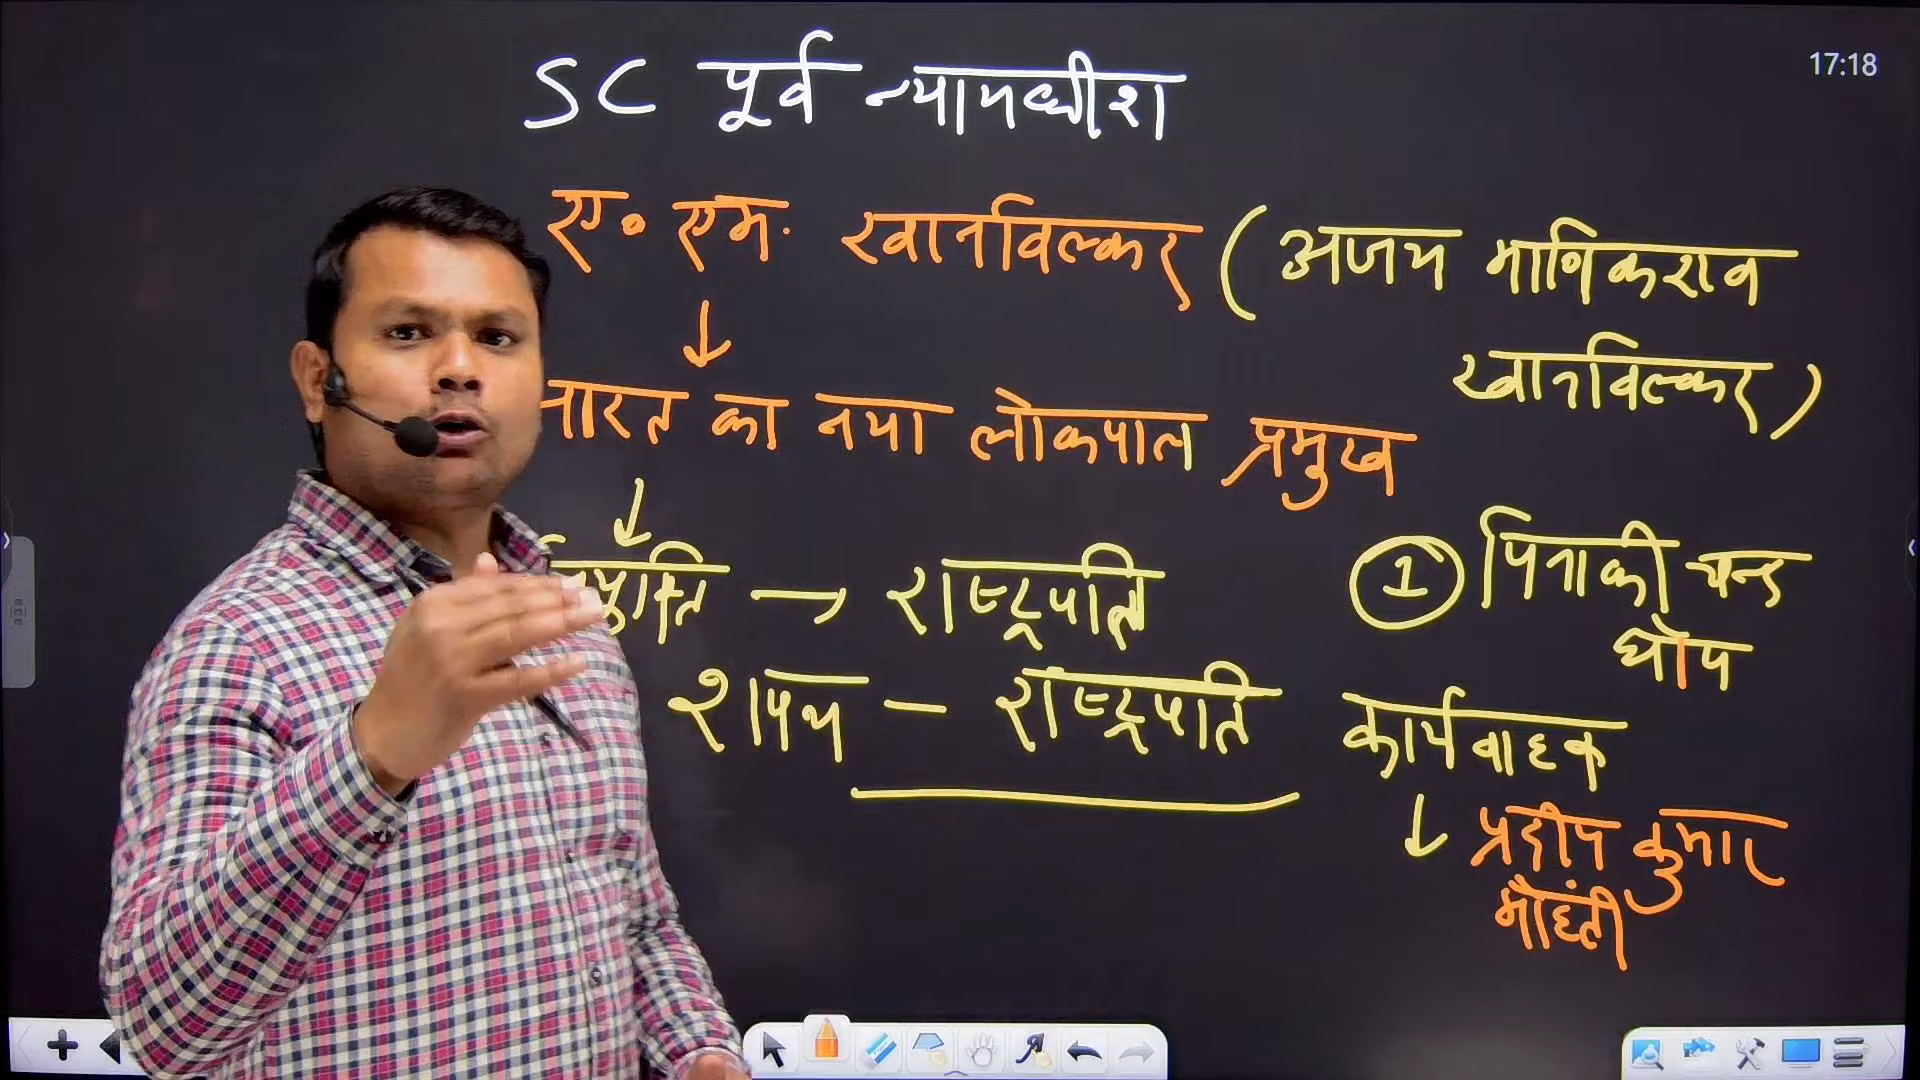 17:18
SC पूर्व न्यायधीश
ए० एम. खानविल्कर ( अजय माणिकराव
खानविल्कर )
भारत का नया लोकपाल प्रमुख
नियुक्ति → राष्ट्रपति
शपथ - राष्ट्रपति
① पिनाकी चन्द्र
घोष
कार्यवाहक
प्रदीप कुमार
मोहंती